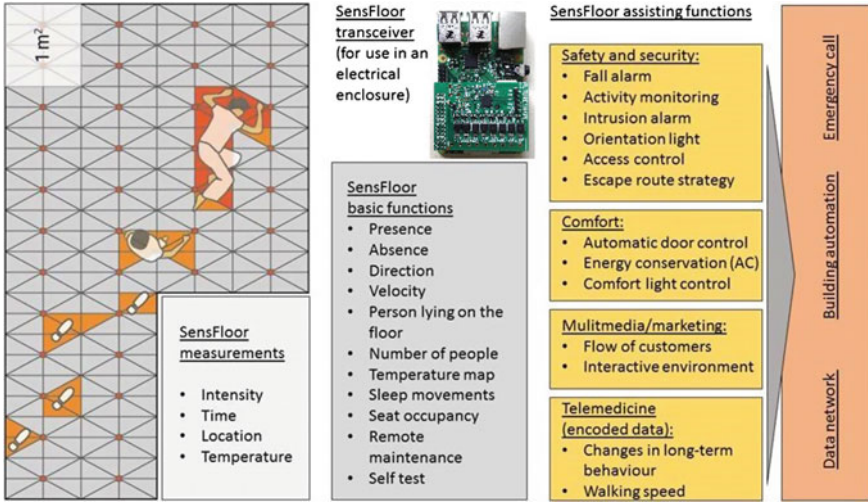 1 m²
SensFloor
measurements
• Intensity
• Time
• Location
• Temperature
SensFloor
transceiver
(for use in an
electrical
enclosure)
SensFloor
basic functions
• Presence
• Absence
• Direction
• Velocity
• Person lying on the
floor
• Number of people
• Temperature map
• Sleep movements
• Seat occupancy
• Remote
maintenance
• Self test
SensFloor assisting functions
Safety and security:
• Fall alarm
• Activity monitoring
• Intrusion alarm
• Orientation light
• Access control
• Escape route strategy
Comfort:
• Automatic door control
• Energy conservation (AC)
• Comfort light control
Mulitmedia/marketing:
• Flow of customers
• Interactive environment
Telemedicine
(encoded data):
• Changes in long-term
behaviour
• Walking speed
Emergency call
Building automation
Data network